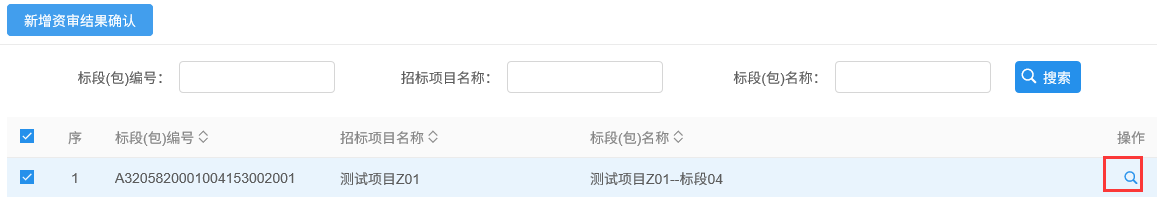 新增资审结果确认
标段(包)编号： 招标项目名称： 标段(包)名称： 搜索
序 标段(包)编号 招标项目名称 标段(包)名称 操作
1 A3205820001004153002001 测试项目Z01 测试项目Z01--标段04